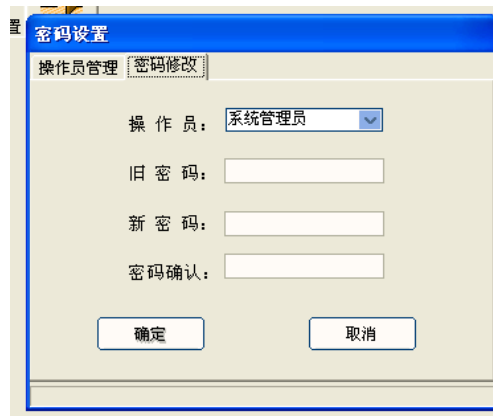 置
密码设置
操作员管理 密码修改
操 作 员： 系统管理员
旧 密 码：
新 密 码：
密码确认：
确定 取消